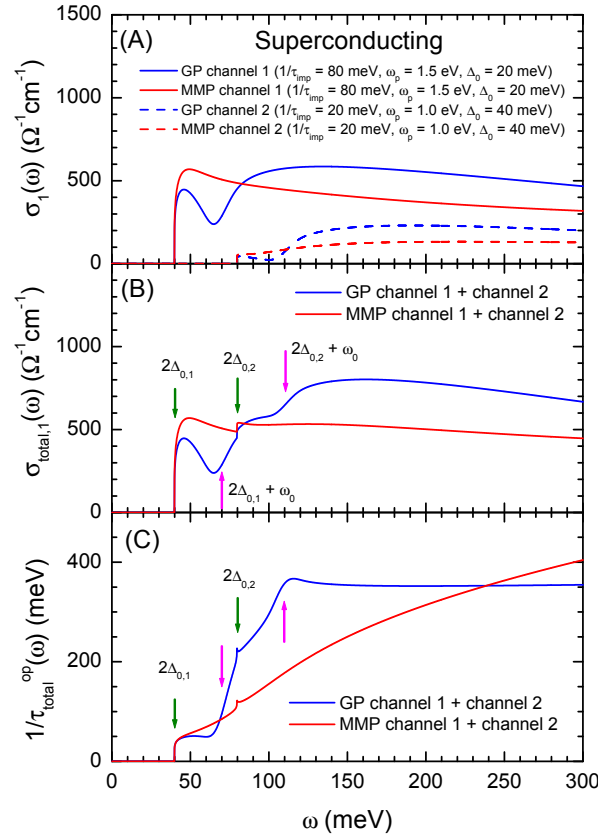 (A) Superconducting
GP channel 1 (1/τimp = 80 meV, ωp = 1.5 eV, Δ0 = 20 meV)
MMP channel 1 (1/τimp = 80 meV, ωp = 1.5 eV, Δ0 = 20 meV)
GP channel 2 (1/τimp = 20 meV, ωp = 1.0 eV, Δ0 = 40 meV)
MMP channel 2 (1/τimp = 20 meV, ωp = 1.0 eV, Δ0 = 40 meV)
σ1(ω) (Ω-1cm-1)
1500
1000
500
0
(B)
GP channel 1 + channel 2
MMP channel 1 + channel 2
2Δ0,1
2Δ0,2
2Δ0,2 + ω0
2Δ0,1 + ω0
σtotal,1(ω) (Ω-1cm-1)
1000
500
0
(C)
2Δ0,1
2Δ0,2
GP channel 1 + channel 2
MMP channel 1 + channel 2
1/τtotal op(ω) (meV)
400
200
0
0 50 100 150 200 250 300
ω (meV)